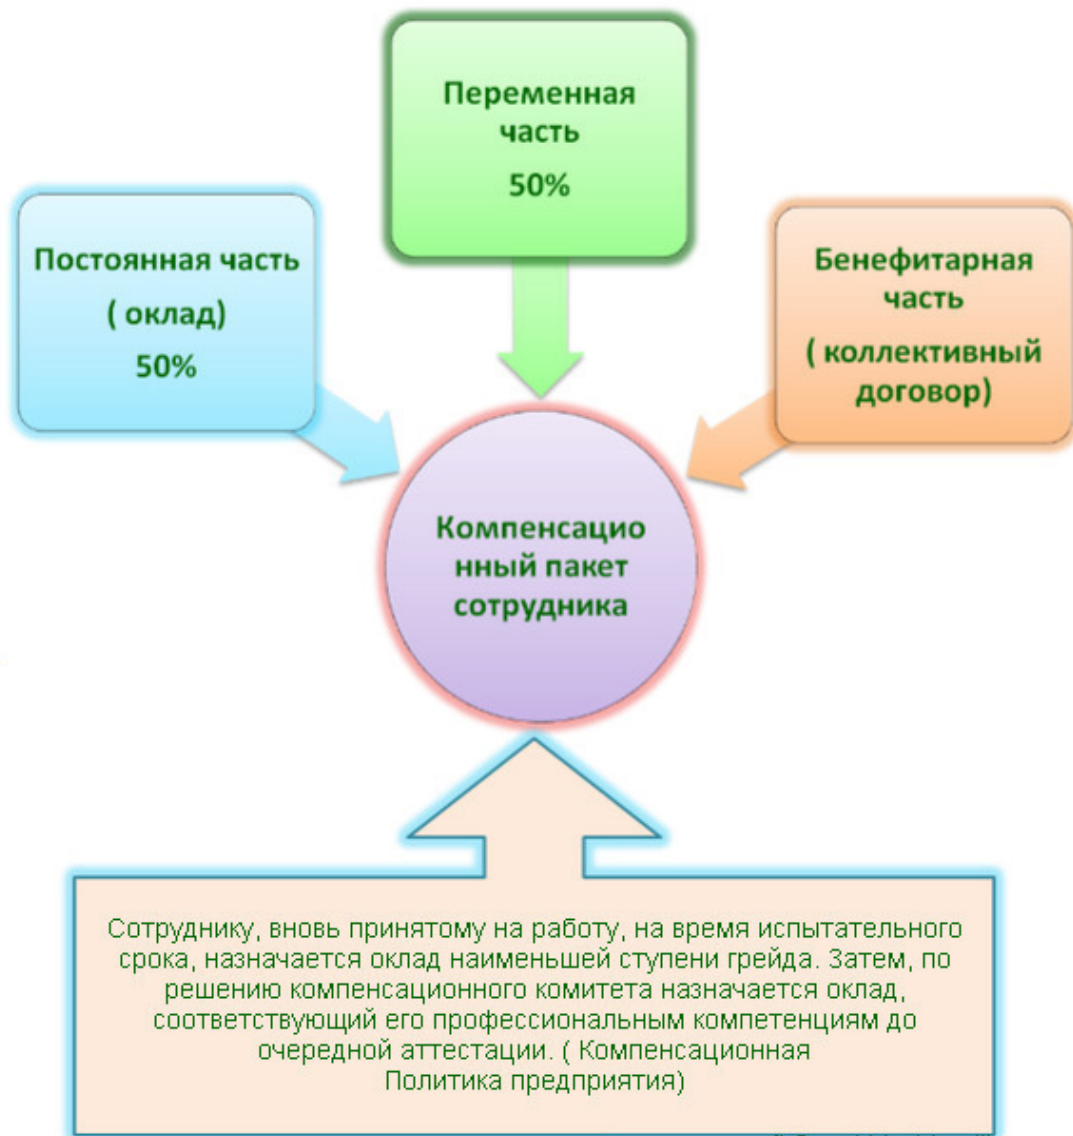 Переменная
часть
50%
Постоянная часть
( оклад)
50%
Бенефитарная
часть
( коллективный
договор)
Компенсацио
нный пакет
сотрудника
Сотруднику, вновь принятому на работу, на время испытательного
срока, назначается оклад наименьшей ступени грейда. Затем, по
решению компенсационного комитета назначается оклад,
соответствующий его профессиональным компетенциям до
очередной аттестации. ( Компенсационная
Политика предприятия)